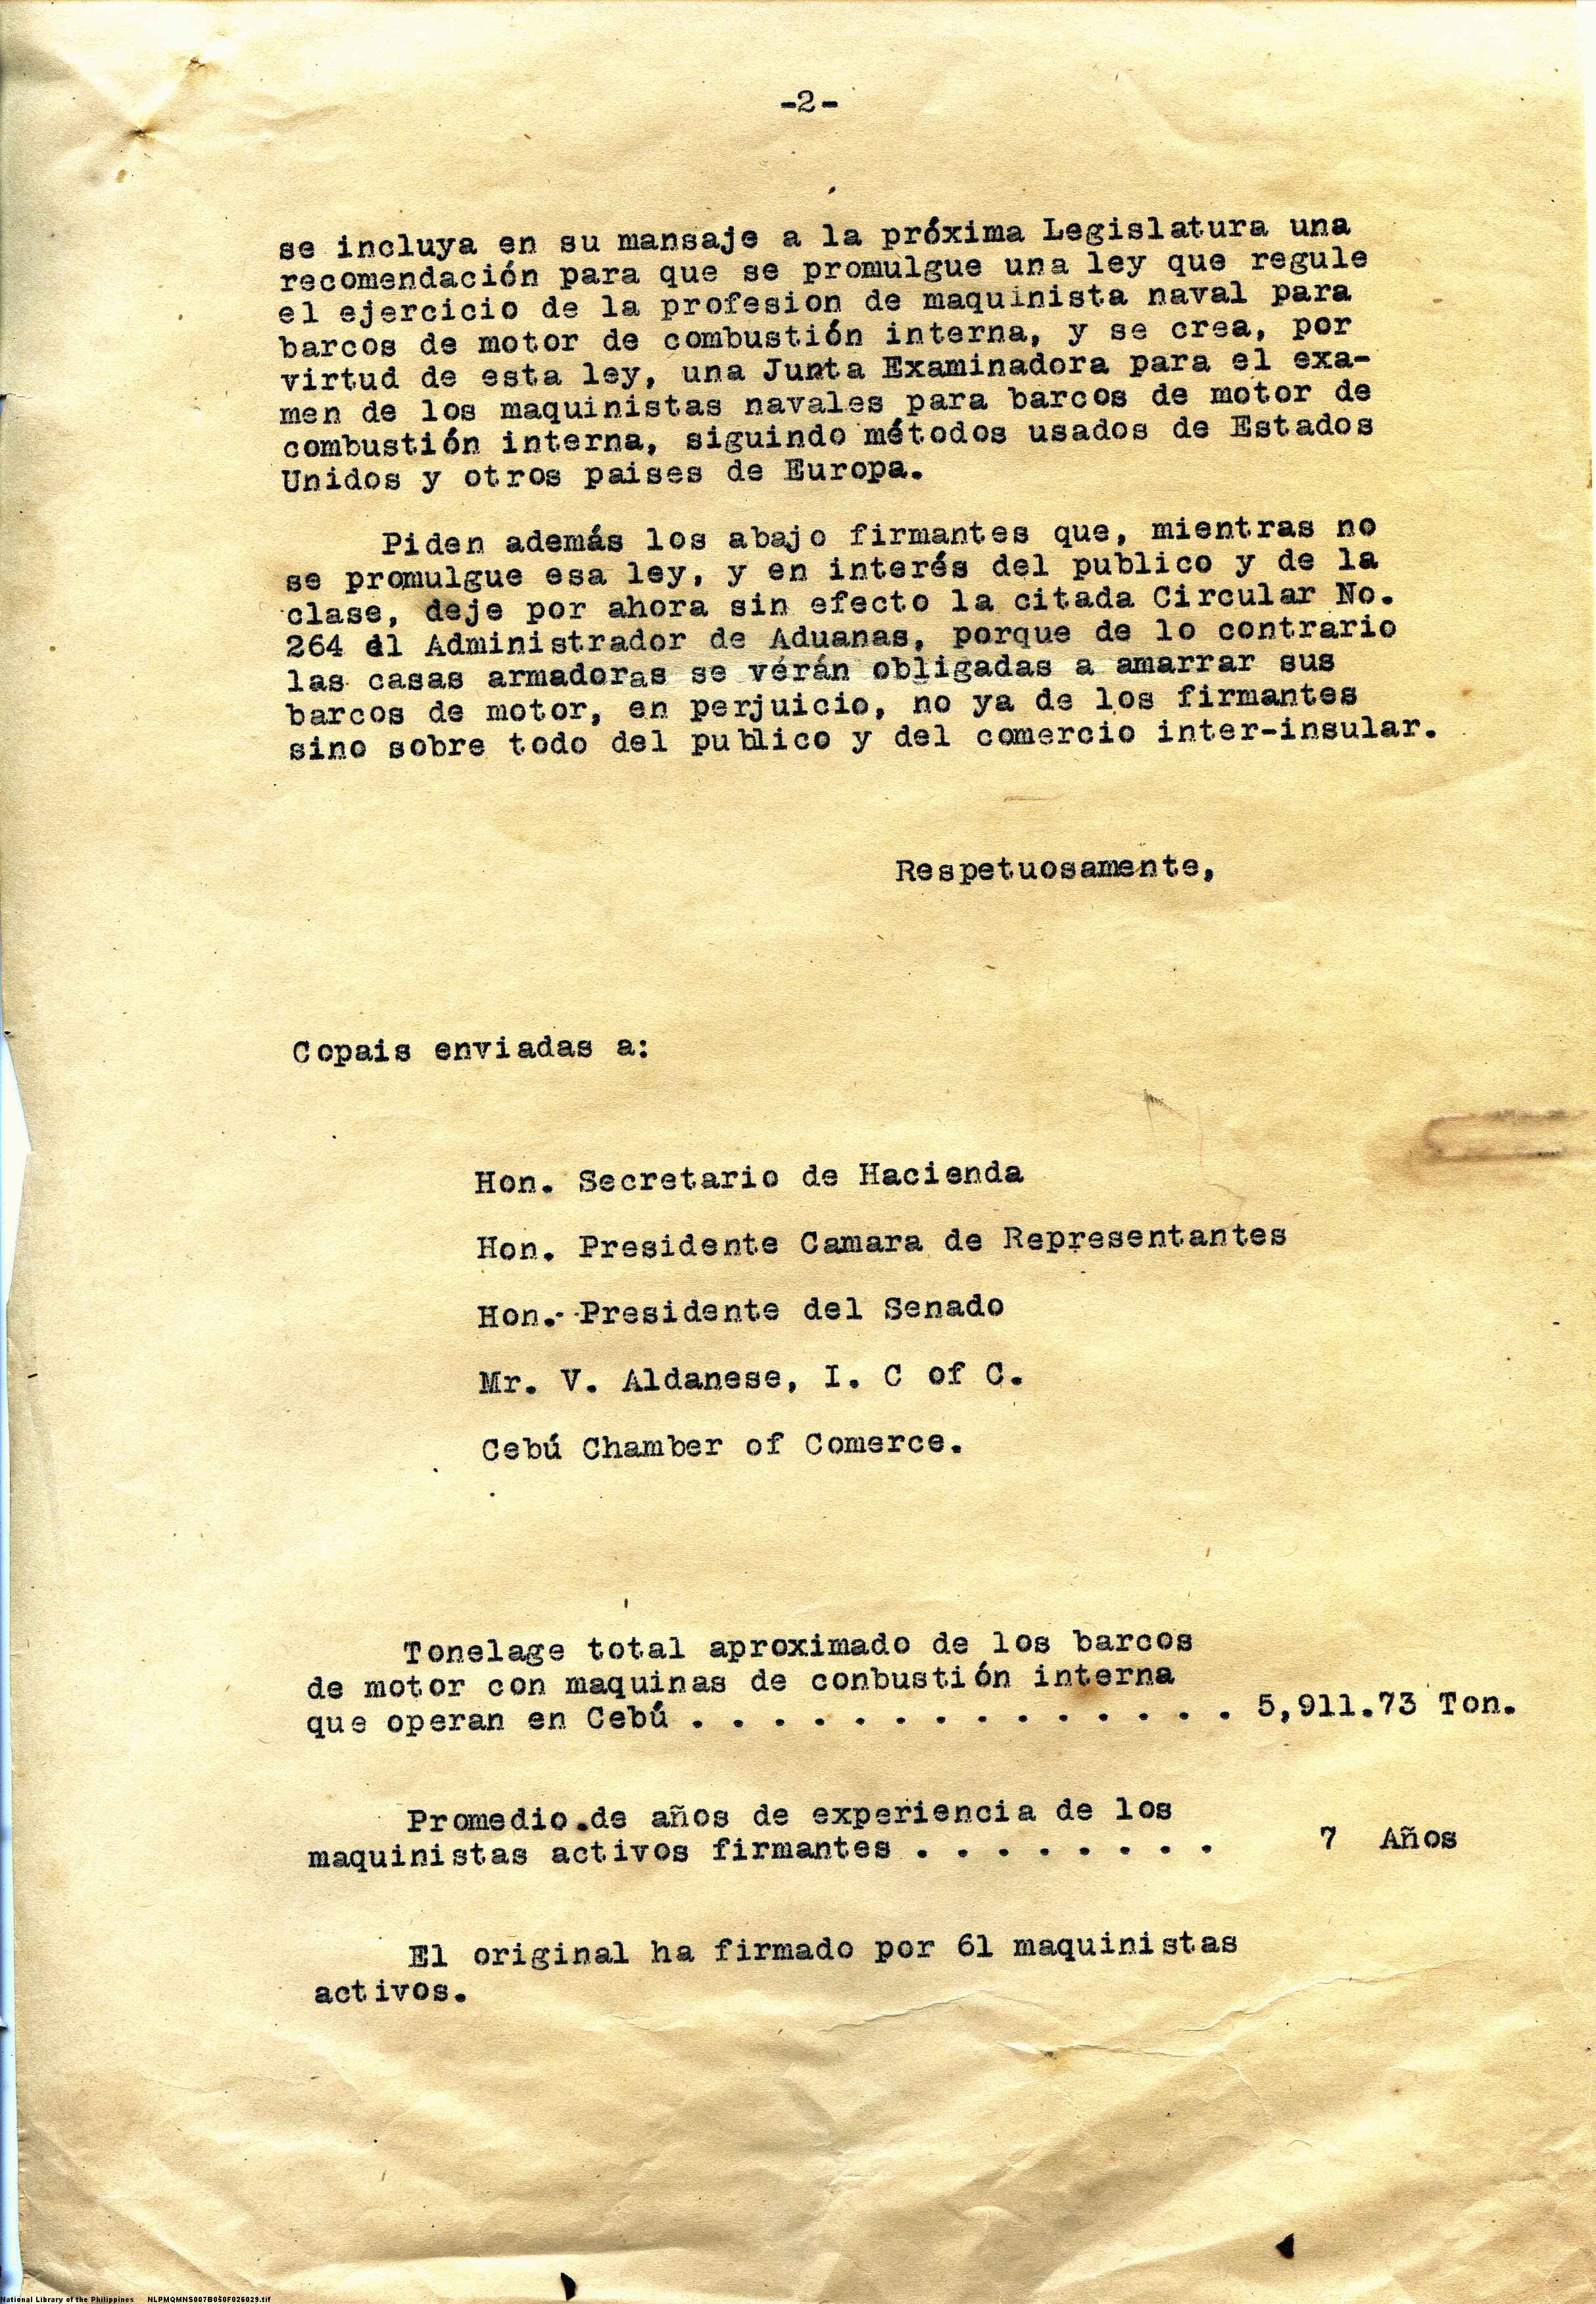 -2-
se incluya en su mansaje a la próxima Legislatura una
recomendación para que se promulgue una ley que regule
el ejercicio de la profesion de maquinista naval para
barcos de motor de combustión interna, y se crea, por
virtud de esta ley, una Junta Examinadora para el exa-
men de los maquinistas navales para barcos de motor de
combustión interna, siguindo métodos usados de Estados
Unidos y otros paises de Europa.
Piden además los abajo firmantes que, mientras no
se promulgue esa ley, y en interés del publico y de la
clase, deje por ahora sin efecto la citada Circular No.
264 dl Administrador de Aduanas, porque de lo contrario
las casas armadoras se vérán obligadas a amarrar sus
barcos de motor, en perjuicio, no ya de los firmantes
sino sobre todo del publico y del comercio inter-insular.
Respetuosamente,
Copais enviadas a:
Hon. Secretario de Hacienda
Hon. Presidente Camara de Representantes
Hon. Presidente del Senado
Mr. V. Aldanese, I. C of C.
Cebú Chamber of Comerce.
Tonelage total aproximado de los barcos
de motor con maquinas de conbustión interna
que operan en Cebú . . . . . . . . . . . . . . 5,911.73 Ton.
Promedio de años de experiencia de los
maquinistas activos firmantes . . . . . . . . 7 Años
El original ha firmado por 61 maquinistas
activos.
National Library of the Philippines NLPMQMNS007B050F026029.tif